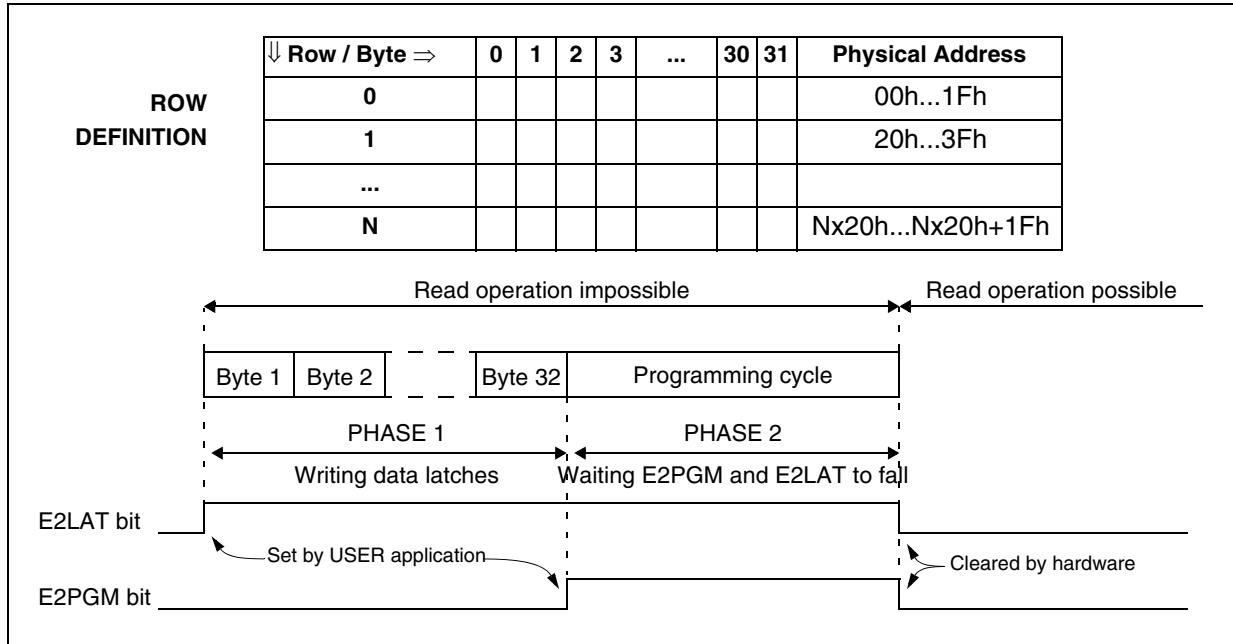 ⇓ Row / Byte ⇒ 0 1 2 3 ... 30 31 Physical Address
ROW DEFINITION
0 00h...1Fh
1 20h...3Fh
...
N Nx20h...Nx20h+1Fh
Read operation impossible Read operation possible
Byte 1 Byte 2 Byte 32 Programming cycle
PHASE 1 PHASE 2
Writing data latches Waiting E2PGM and E2LAT to fall
E2LAT bit
Set by USER application Cleared by hardware
E2PGM bit